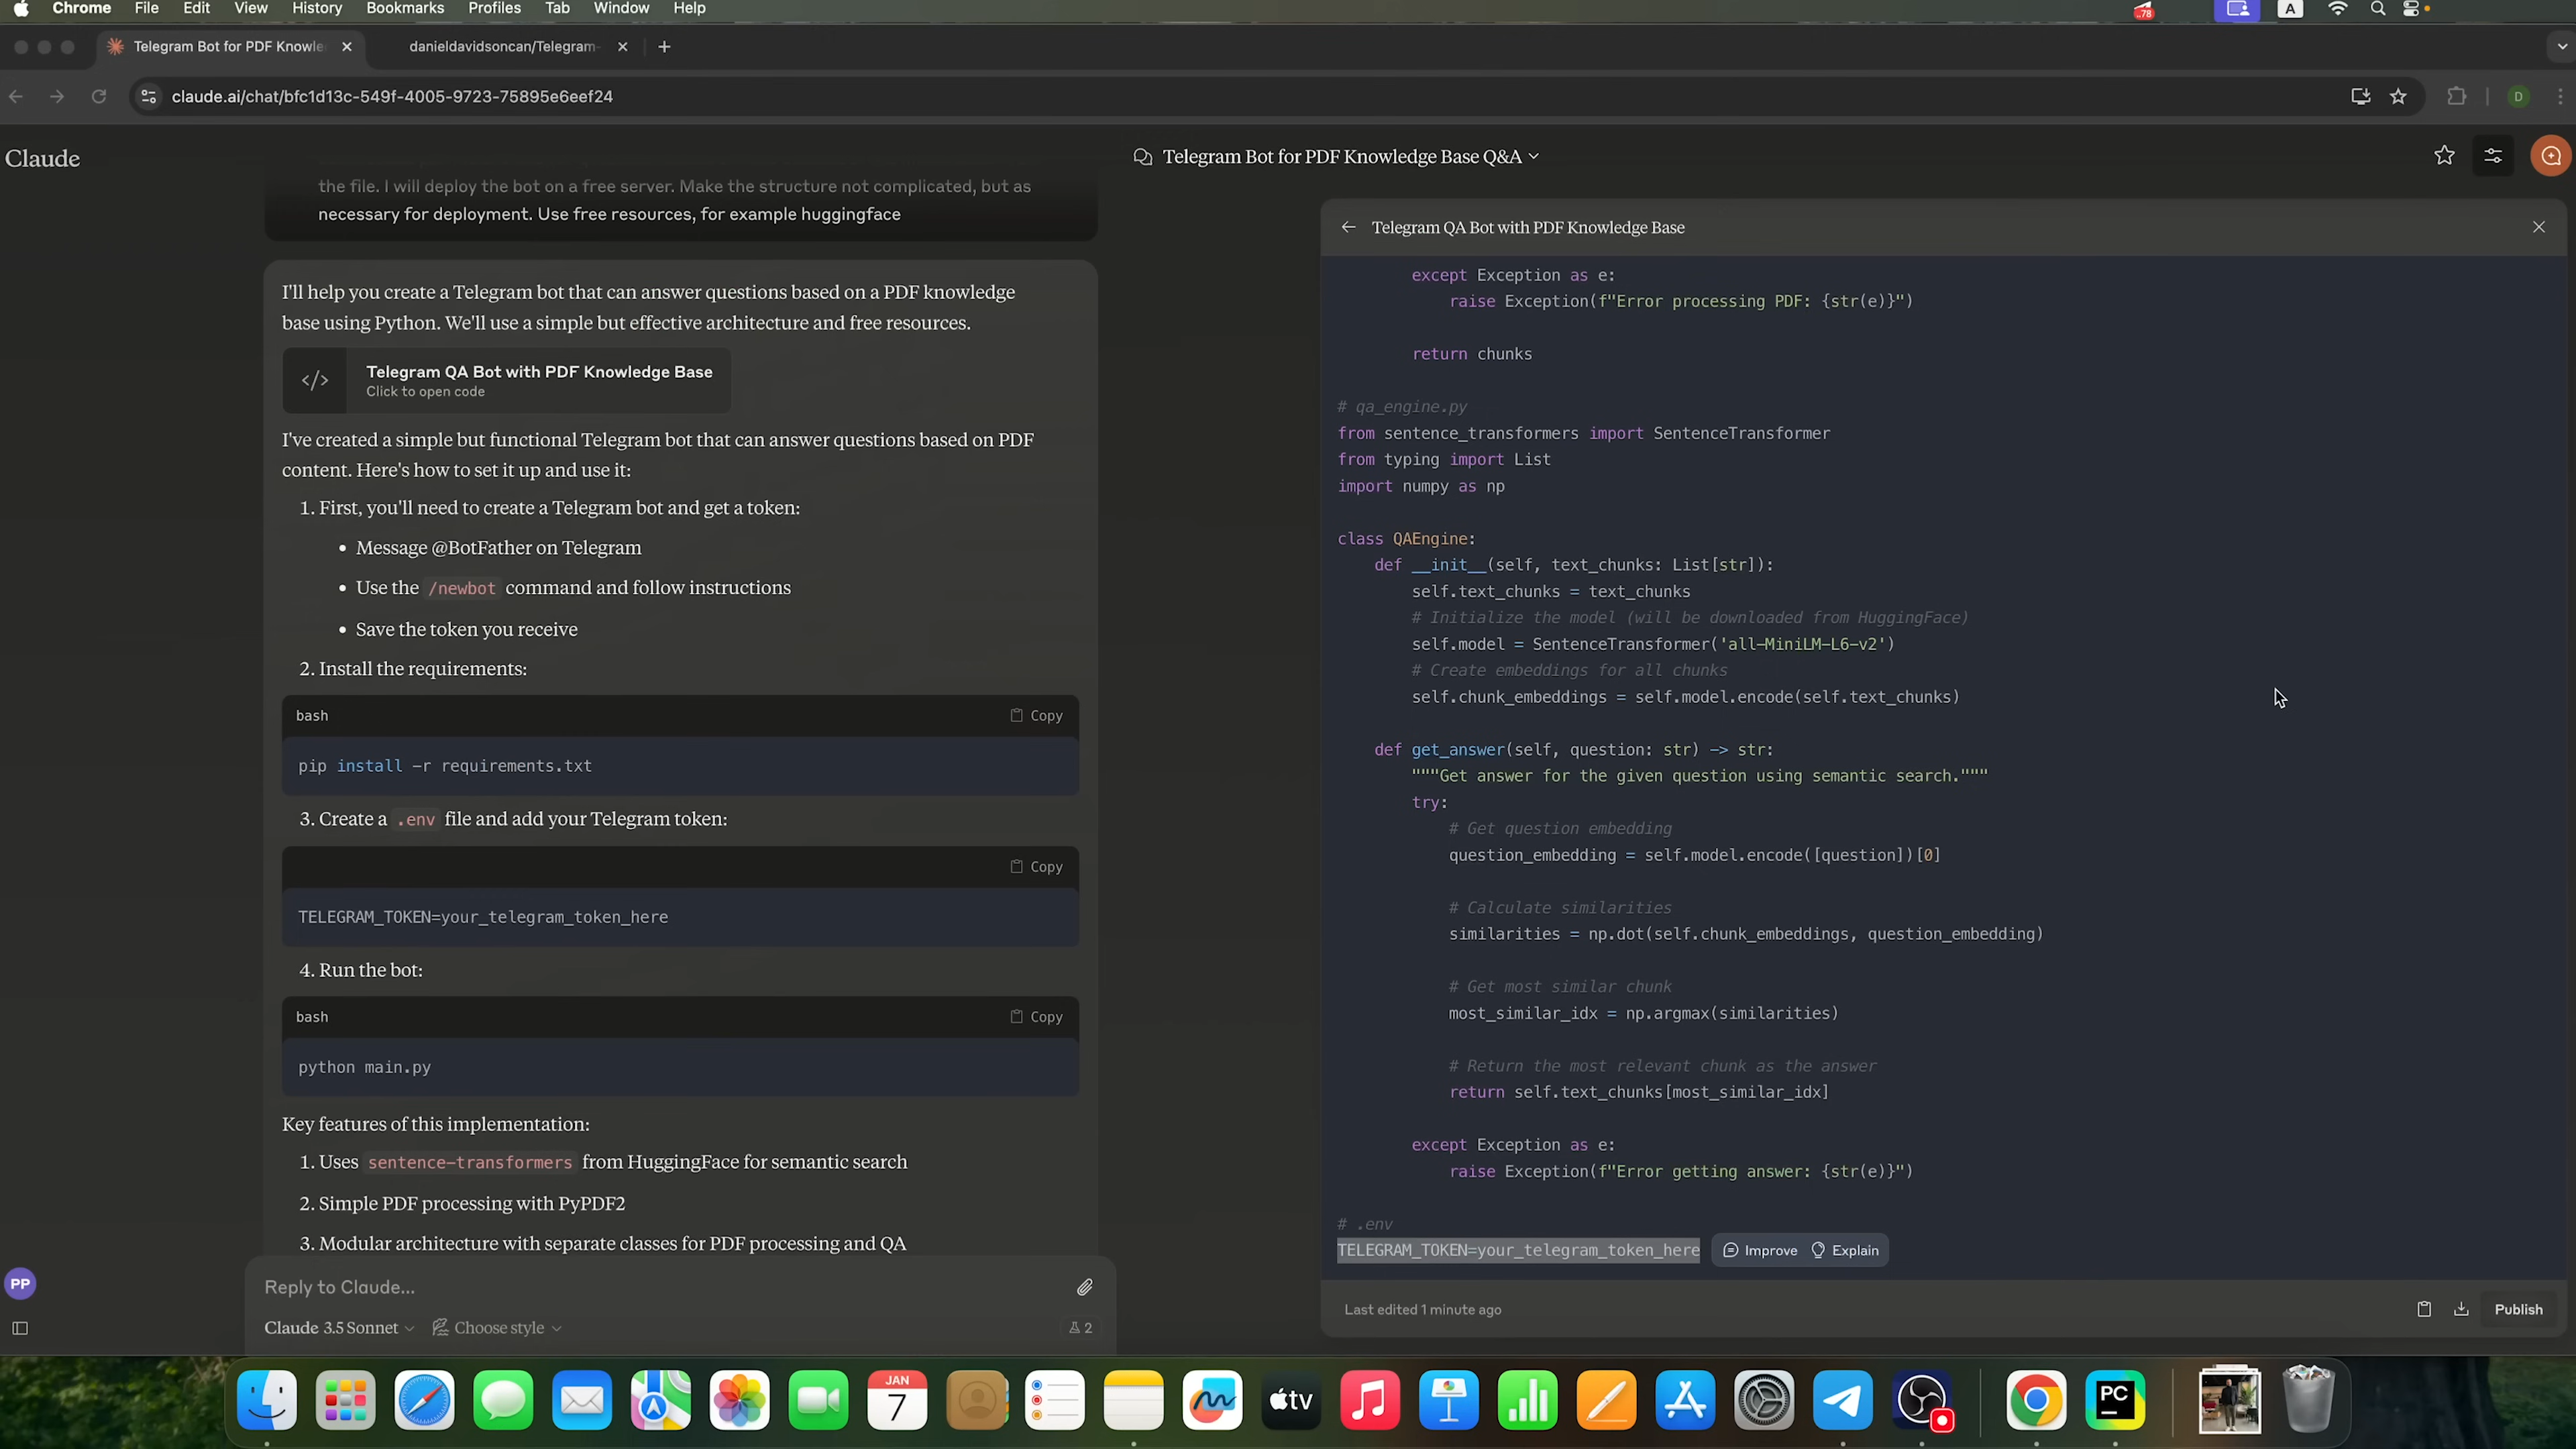 Chrome File Edit View History Bookmarks Profiles Tab Window Help
78
A
Telegram Bot for PDF Knowle
danieldavidsoncan/Telegram-
claude.ai/chat/bfc1d13c-549f-4005-9723-75895e6eef24
D
Claude
Telegram Bot for PDF Knowledge Base Q&A
the file. I will deploy the bot on a free server. Make the structure not complicated, but as
necessary for deployment. Use free resources, for example huggingface
I'll help you create a Telegram bot that can answer questions based on a PDF knowledge
base using Python. We'll use a simple but effective architecture and free resources.
</>
Telegram QA Bot with PDF Knowledge Base
Click to open code
I've created a simple but functional Telegram bot that can answer questions based on PDF
content. Here's how to set it up and use it:
1. First, you'll need to create a Telegram bot and get a token:
• Message @BotFather on Telegram
• Use the /newbot command and follow instructions
• Save the token you receive
2. Install the requirements:
bash
Copy
pip install -r requirements.txt
3. Create a .env file and add your Telegram token:
Copy
TELEGRAM_TOKEN=your_telegram_token_here
4. Run the bot:
bash
Copy
python main.py
Key features of this implementation:
1. Uses sentence-transformers from HuggingFace for semantic search
2. Simple PDF processing with PyPDF2
3. Modular architecture with separate classes for PDF processing and QA
PP
Reply to Claude...
Claude 3.5 Sonnet
Choose style
2
Telegram QA Bot with PDF Knowledge Base
except Exception as e:
raise Exception(f"Error processing PDF: {str(e)}")
return chunks
# qa_engine.py
from sentence_transformers import SentenceTransformer
from typing import List
import numpy as np
class QAEngine:
def __init__(self, text_chunks: List[str]):
self.text_chunks = text_chunks
# Initialize the model (will be downloaded from HuggingFace)
self.model = SentenceTransformer('all-MiniLM-L6-v2')
# Create embeddings for all chunks
self.chunk_embeddings = self.model.encode(self.text_chunks)
def get_answer(self, question: str) -> str:
"""Get answer for the given question using semantic search."""
try:
# Get question embedding
question_embedding = self.model.encode([question])[0]
# Calculate similarities
similarities = np.dot(self.chunk_embeddings, question_embedding)
# Get most similar chunk
most_similar_idx = np.argmax(similarities)
# Return the most relevant chunk as the answer
return self.text_chunks[most_similar_idx]
except Exception as e:
raise Exception(f"Error getting answer: {str(e)}")
# .env
TELEGRAM_TOKEN=your_telegram_token_here
Improve
Explain
Last edited 1 minute ago
Publish
JAN
7
tv
PC